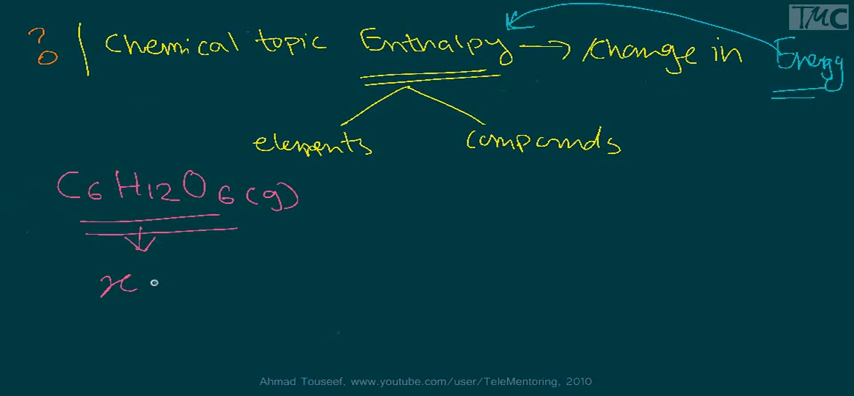 TMC
? | Chemical topic Enthalpy → change in Energy
elements compounds
C6H12O6(g)
x
Ahmad Touseef, www.youtube.com/user/TeleMentoring, 2010